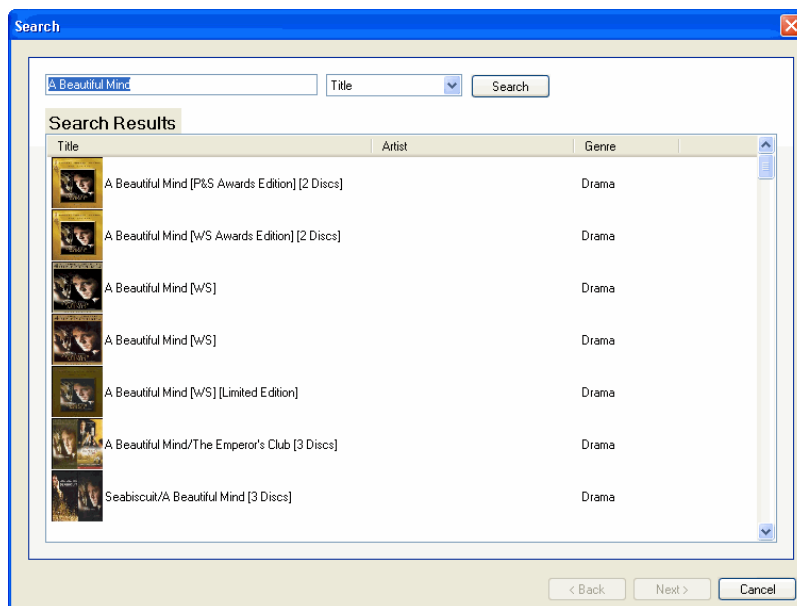 Search
A Beautiful Mind Title Search
Search Results
Title Artist Genre
A Beautiful Mind [P&S Awards Edition] [2 Discs] Drama
A Beautiful Mind [WS Awards Edition] [2 Discs] Drama
A Beautiful Mind [WS] Drama
A Beautiful Mind [WS] Drama
A Beautiful Mind [WS] [Limited Edition] Drama
A Beautiful Mind/The Emperor's Club [3 Discs] Drama
Seabiscuit/A Beautiful Mind [3 Discs] Drama
< Back Next > Cancel